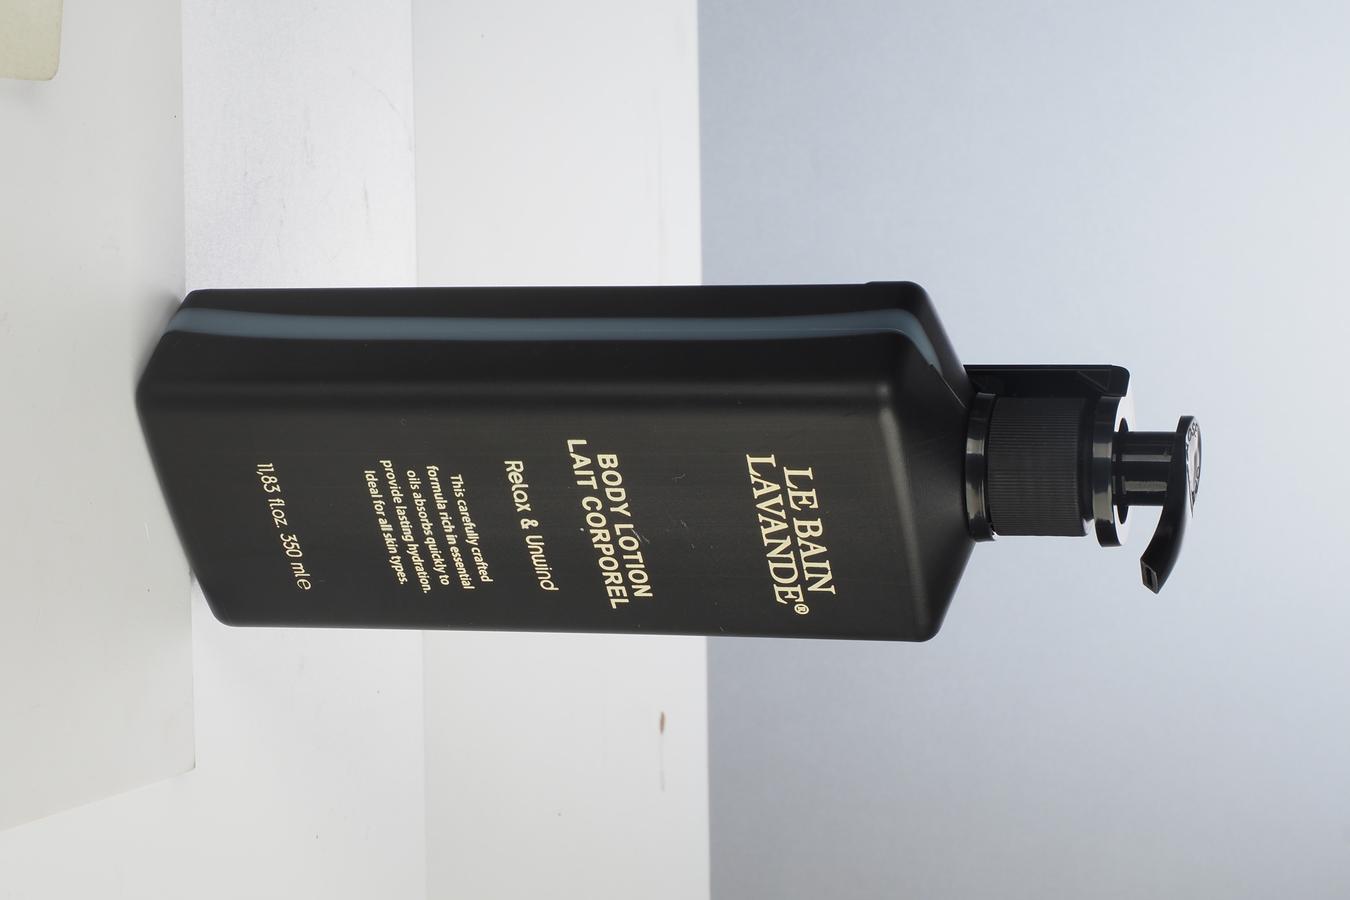 LE BAIN
LAVANDE®
BODY LOTION
LAIT CORPOREL
Relax & Unwind
This carefully crafted
formula rich in essential
oils absorbs quickly to
provide lasting hydration.
Ideal for all skin types.
11,83 fl.oz. 350 ml℮